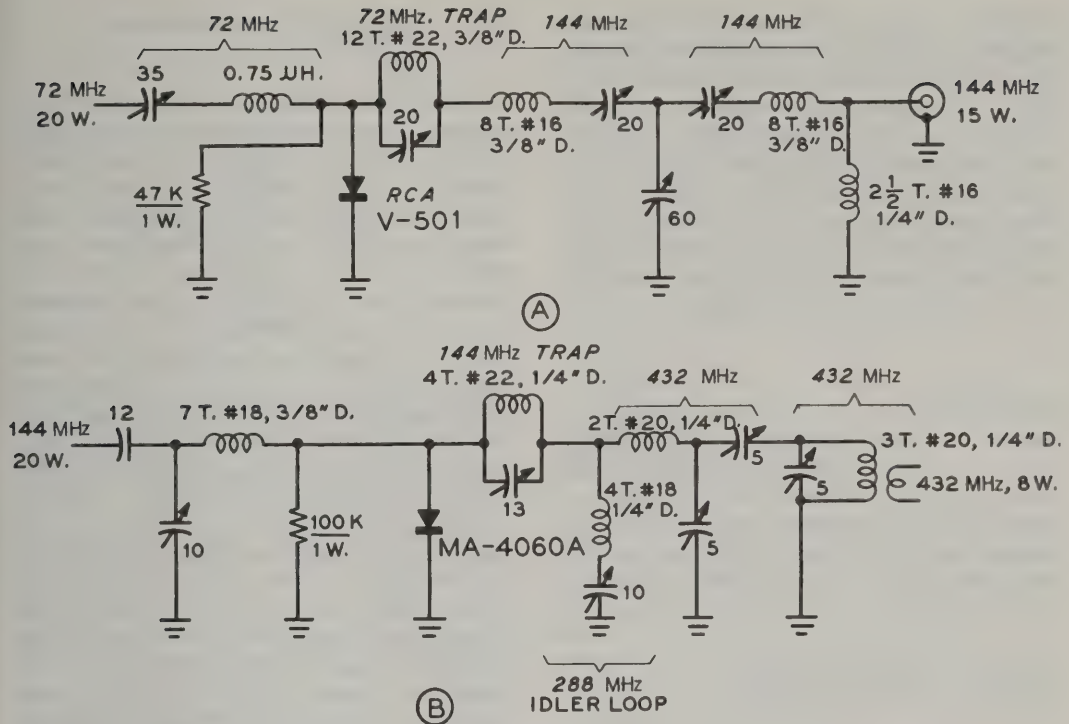 72 MHz
72 MHz. TRAP
12 T. # 22, 3/8" D.
144 MHz
144 MHz
35
0.75 UH.
72 MHz
20 W.
20
8 T. #16
3/8" D.
20
20
8 T. #16
3/8" D.
144 MHz
15 W.
47 K
1 W.
RCA
V-501
60
2 1/2 T. #16
1/4" D.
A
144 MHz TRAP
4 T. #22, 1/4" D.
432 MHz
432 MHz
12
7 T. #18, 3/8" D.
2 T. #20, 1/4" D.
3 T. #20, 1/4" D.
144 MHz
20 W.
13
5
5
432 MHz, 8 W.
10
100 K
1 W.
MA-4060A
4 T. #18
1/4" D.
10
5
288 MHz
IDLER LOOP
B